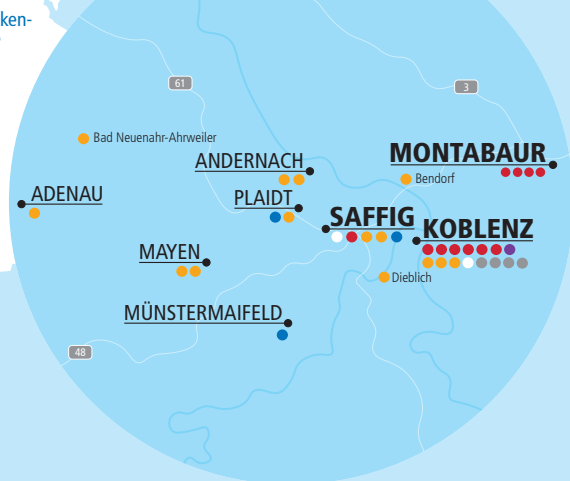 ken-
61
3
Bad Neuenahr-Ahrweiler
MONTABAUR
ANDERNACH
Bendorf
ADENAU
PLAIDT
SAFFIG
KOBLENZ
MAYEN
Dieblich
MÜNSTERMAIFELD
48